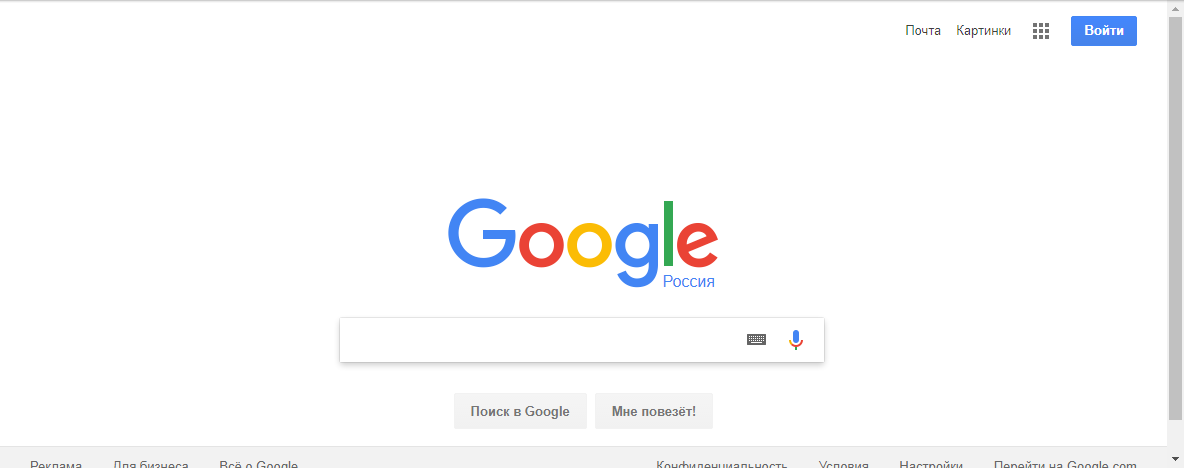 Почта Картинки Войти
Google
Россия
Поиск в Google Мне повезёт!
Реклама Для бизнеса Всё о Google Конфиденциальность Условия Настройки Перейти на Google.com